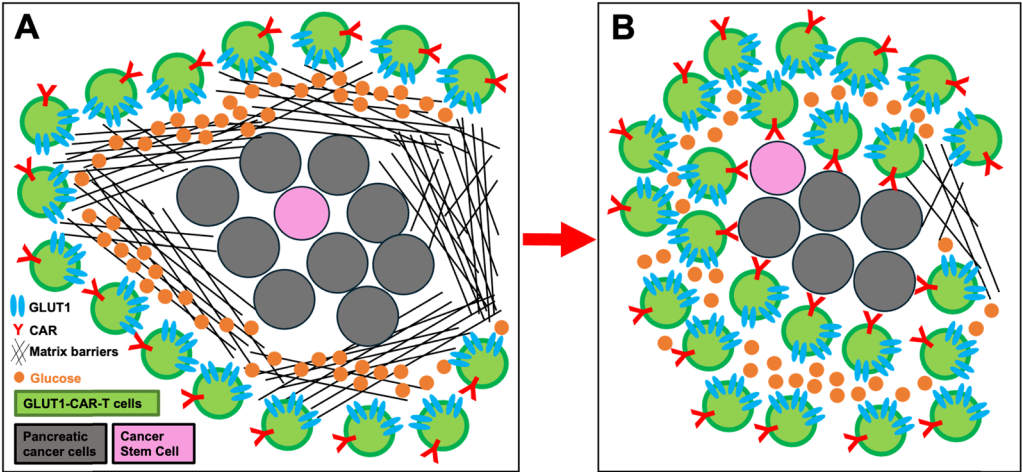 A
B
GLUT1
CAR
Matrix barriers
Glucose
GLUT1-CAR-T cells
Pancreatic
cancer cells
Cancer
Stem Cell